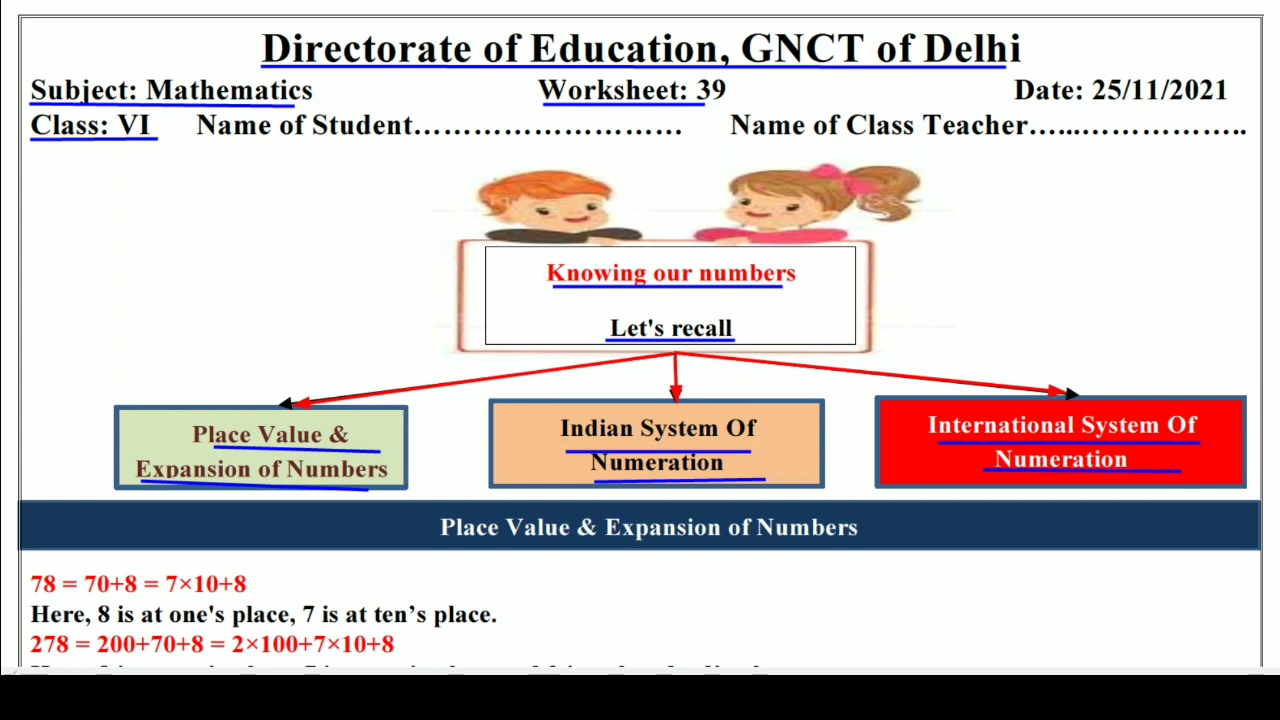 Directorate of Education, GNCT of Delhi
Subject: Mathematics Worksheet: 39 Date: 25/11/2021
Class: VI Name of Student……………………… Name of Class Teacher…...……………..
Knowing our numbers
Let's recall
Place Value &
Expansion of Numbers
Indian System Of
Numeration
International System Of
Numeration
Place Value & Expansion of Numbers
78 = 70+8 = 7×10+8
Here, 8 is at one's place, 7 is at ten’s place.
278 = 200+70+8 = 2×100+7×10+8